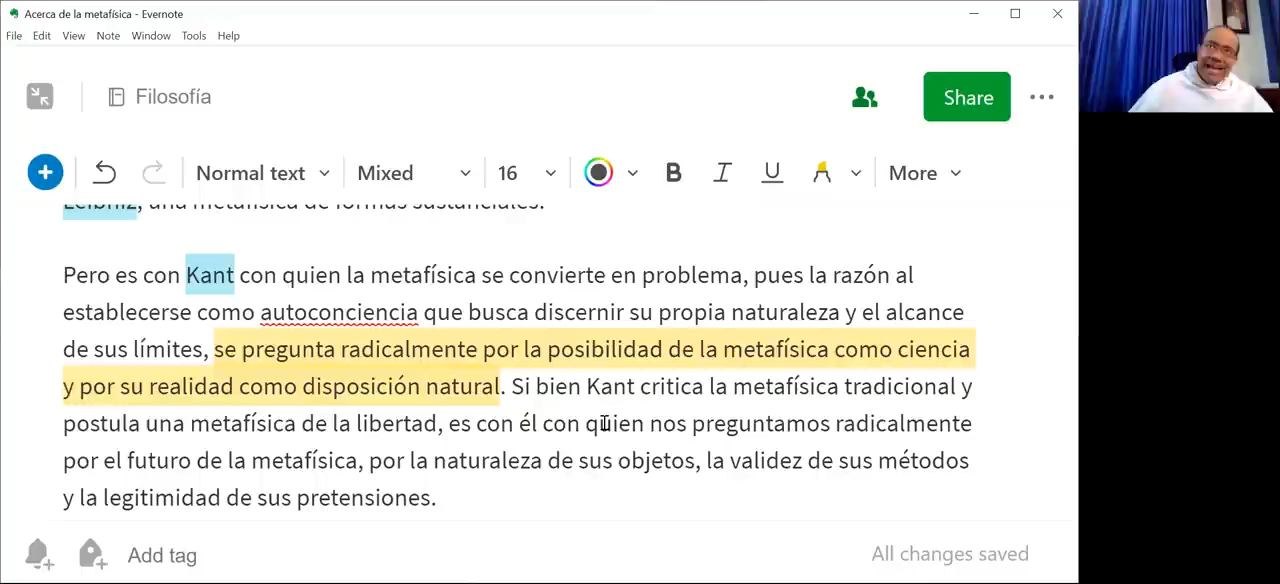 Acerca de la metafísica - Evernote
File Edit View Note Window Tools Help
Filosofía
Share
Normal text Mixed 16 B I U More
Leibniz, una metafísica de formas sustanciales.
Pero es con Kant con quien la metafísica se convierte en problema, pues la razón al
establecerse como autoconciencia que busca discernir su propia naturaleza y el alcance
de sus límites, se pregunta radicalmente por la posibilidad de la metafísica como ciencia
y por su realidad como disposición natural. Si bien Kant critica la metafísica tradicional y
postula una metafísica de la libertad, es con él con quien nos preguntamos radicalmente
por el futuro de la metafísica, por la naturaleza de sus objetos, la validez de sus métodos
y la legitimidad de sus pretensiones.
Add tag
All changes saved